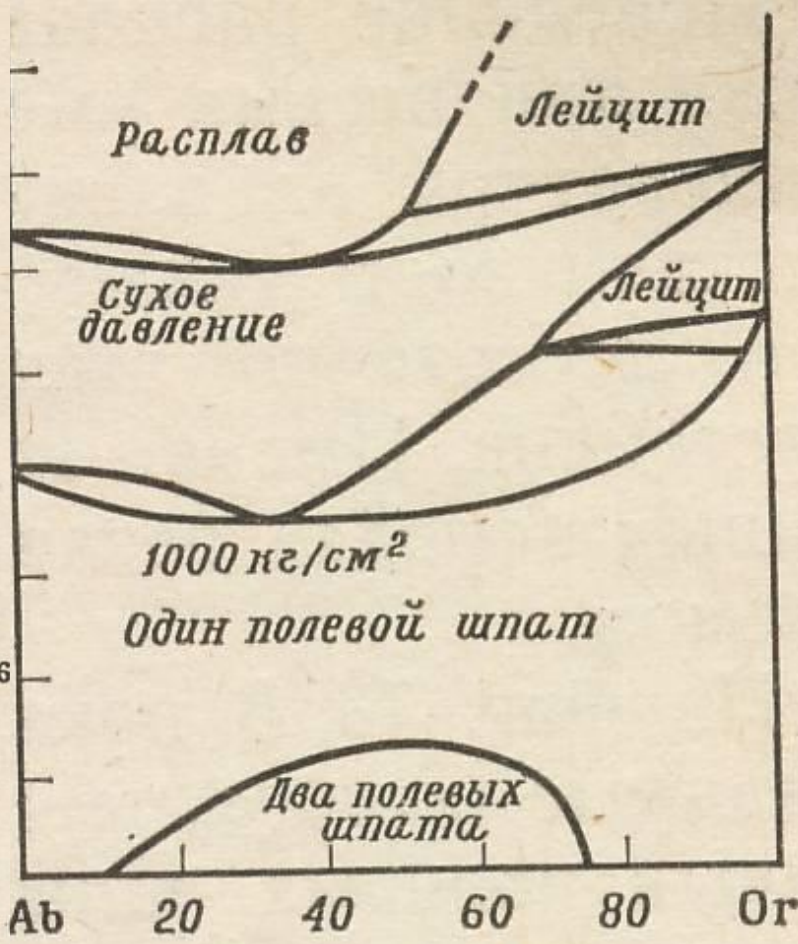 Расплав
Лейцит
Сухое
давление
Лейцит
1000 кг/см²
Один полевой шпат
6
Два полевых
шпата
Ab 20 40 60 80 Or